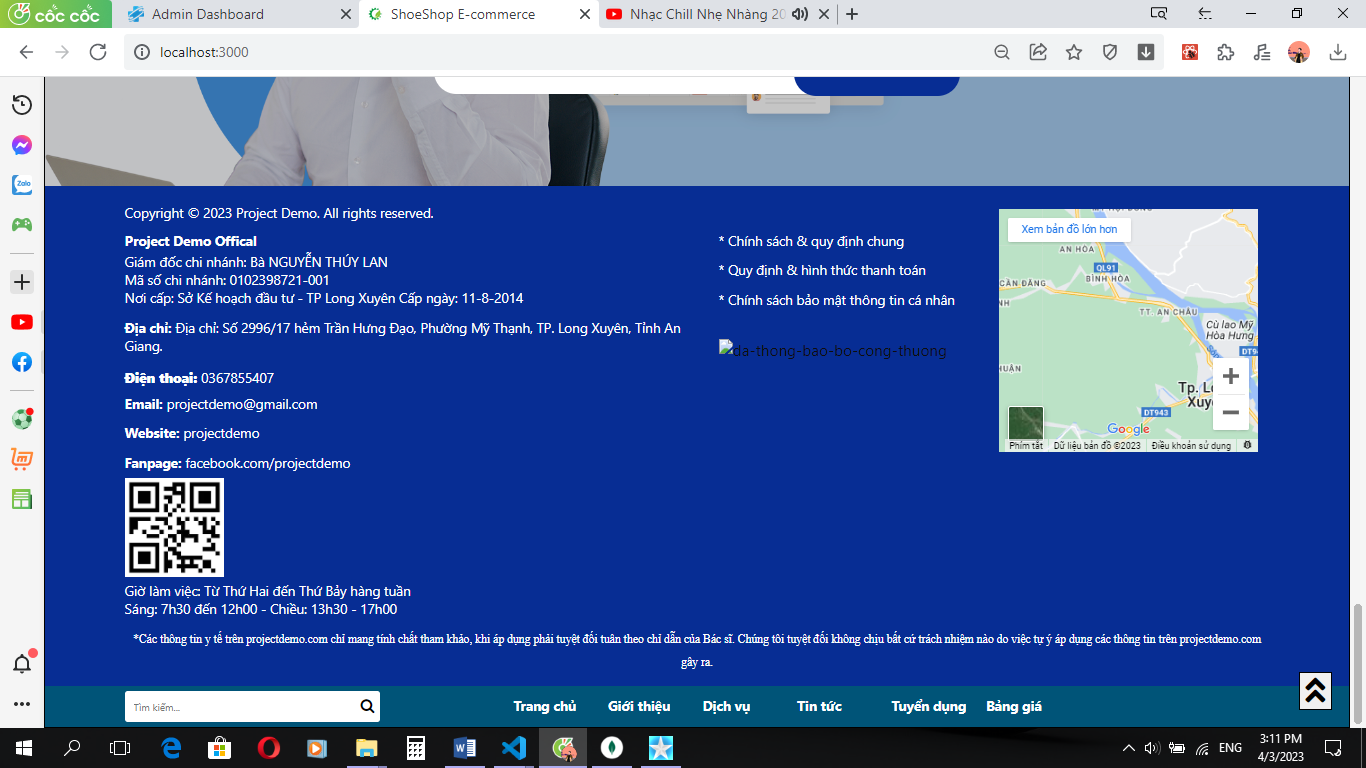 cốc cốc
Admin Dashboard
ShoeShop E-commerce
Nhạc Chill Nhẹ Nhàng 20
localhost:3000
Zalo
Copyright © 2023 Project Demo. All rights reserved.
Project Demo Offical
Giám đốc chi nhánh: Bà NGUYỄN THÚY LAN
Mã số chi nhánh: 0102398721-001
Nơi cấp: Sở Kế hoạch đầu tư - TP Long Xuyên Cấp ngày: 11-8-2014
Địa chỉ: Địa chỉ: Số 2996/17 hẻm Trần Hưng Đạo, Phường Mỹ Thạnh, TP. Long Xuyên, Tỉnh An
Giang.
Điện thoại: 0367855407
Email: projectdemo@gmail.com
Website: projectdemo
Fanpage: facebook.com/projectdemo
Giờ làm việc: Từ Thứ Hai đến Thứ Bảy hàng tuần
Sáng: 7h30 đến 12h00 - Chiều: 13h30 - 17h00
* Chính sách & quy định chung
* Quy định & hình thức thanh toán
* Chính sách bảo mật thông tin cá nhân
da-thong-bao-bo-cong-thuong
Xem bản đồ lớn hơn
AN HÒA
QL91
BÌNH HÒA
CẦN ĐĂNG
TT. AN CHÂU
Cù lao Mỹ
Hòa Hưng
Tp. Lo
Xuyê
DT943
Google
Phím tắt
Dữ liệu bản đồ ©2023
Điều khoản sử dụng
*Các thông tin y tế trên projectdemo.com chỉ mang tính chất tham khảo, khi áp dụng phải tuyệt đối tuân theo chỉ dẫn của Bác sĩ. Chúng tôi tuyệt đối không chịu bất cứ trách nhiệm nào do việc tự ý áp dụng các thông tin trên projectdemo.com
gây ra.
Tìm kiếm...
Trang chủ
Giới thiệu
Dịch vụ
Tin tức
Tuyển dụng
Bảng giá
ENG
3:11 PM
4/3/2023